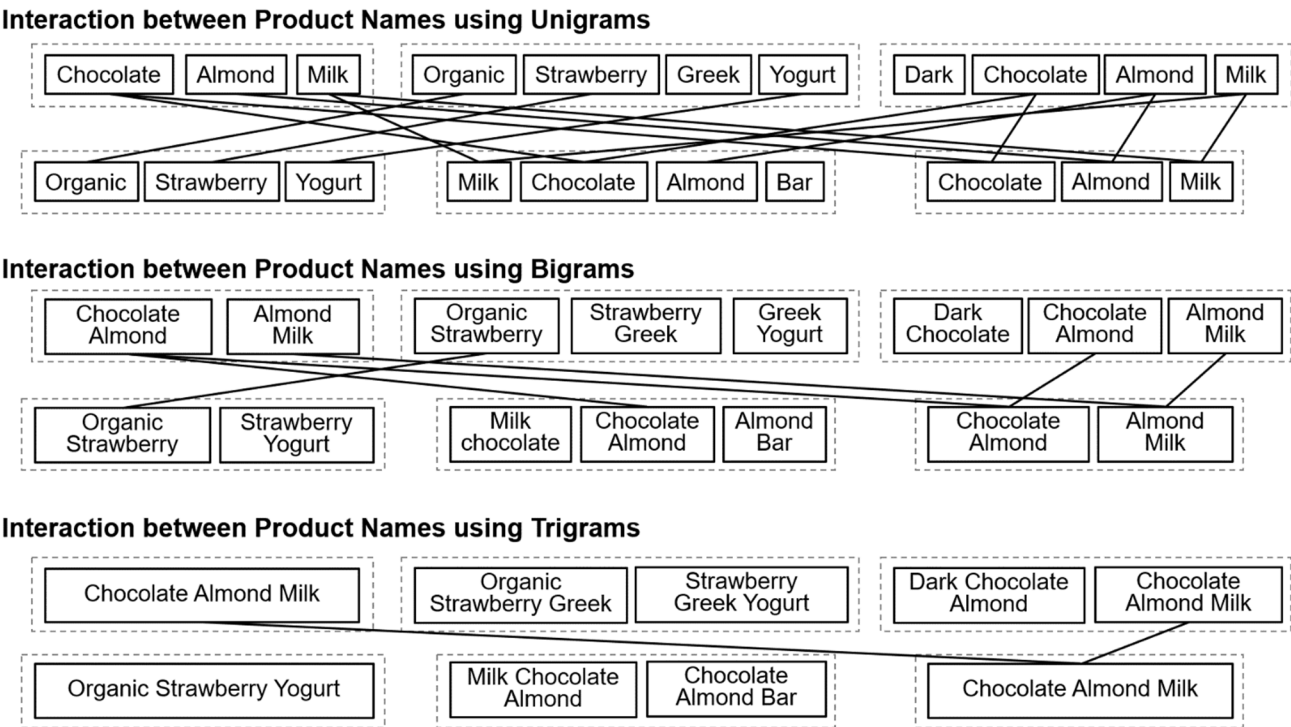 Interaction between Product Names using Unigrams
Chocolate Almond Milk Organic Strawberry Greek Yogurt Dark Chocolate Almond Milk
Organic Strawberry Yogurt Milk Chocolate Almond Bar Chocolate Almond Milk
Interaction between Product Names using Bigrams
Chocolate
Almond
Almond
Milk
Organic
Strawberry
Strawberry
Greek
Greek
Yogurt
Dark
Chocolate
Chocolate
Almond
Almond
Milk
Organic
Strawberry
Strawberry
Yogurt
Milk
chocolate
Chocolate
Almond
Almond
Bar
Chocolate
Almond
Almond
Milk
Interaction between Product Names using Trigrams
Chocolate Almond Milk
Organic
Strawberry Greek
Strawberry
Greek Yogurt
Dark Chocolate
Almond
Chocolate
Almond Milk
Organic Strawberry Yogurt
Milk Chocolate
Almond
Chocolate
Almond Bar
Chocolate Almond Milk